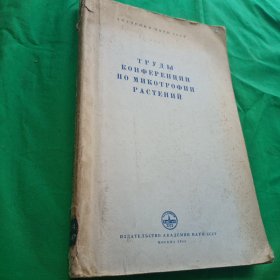 АКАДЕМИЯ НАУК СССР
ТРУДЫ
КОНФЕРЕНЦИИ
ПО МИКОТРОФИИ
РАСТЕНИЙ
ИЗДАТЕЛЬСТВО АКАДЕМИИ НАУК СССР
МОСКВА